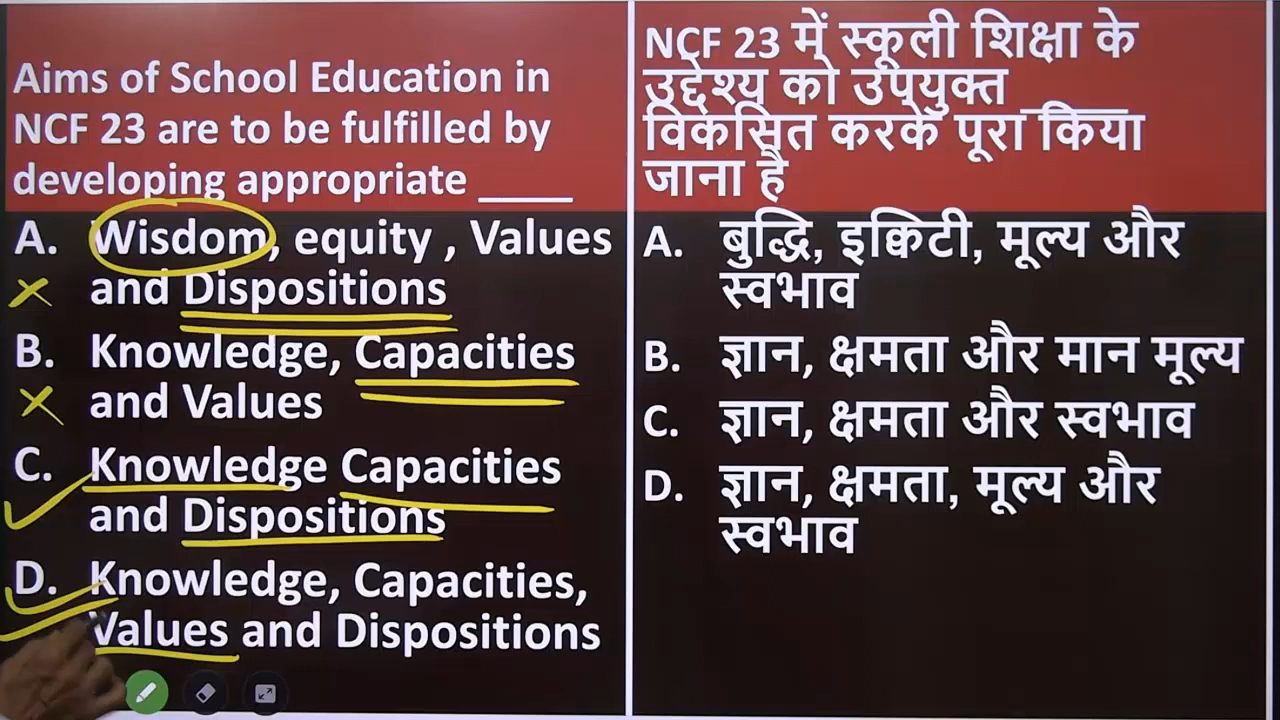 Aims of School Education in
NCF 23 are to be fulfilled by
developing appropriate _____
A. Wisdom, equity , Values
and Dispositions
B. Knowledge, Capacities
and Values
C. Knowledge Capacities
and Dispositions
D. Knowledge, Capacities,
Values and Dispositions
NCF 23 में स्कूली शिक्षा के
उद्देश्य को उपयुक्त _____
विकसित करके पूरा किया
जाना है
A. बुद्धि, इक्विटी, मूल्य और
स्वभाव
B. ज्ञान, क्षमता और मान मूल्य
C. ज्ञान, क्षमता और स्वभाव
D. ज्ञान, क्षमता, मूल्य और
स्वभाव